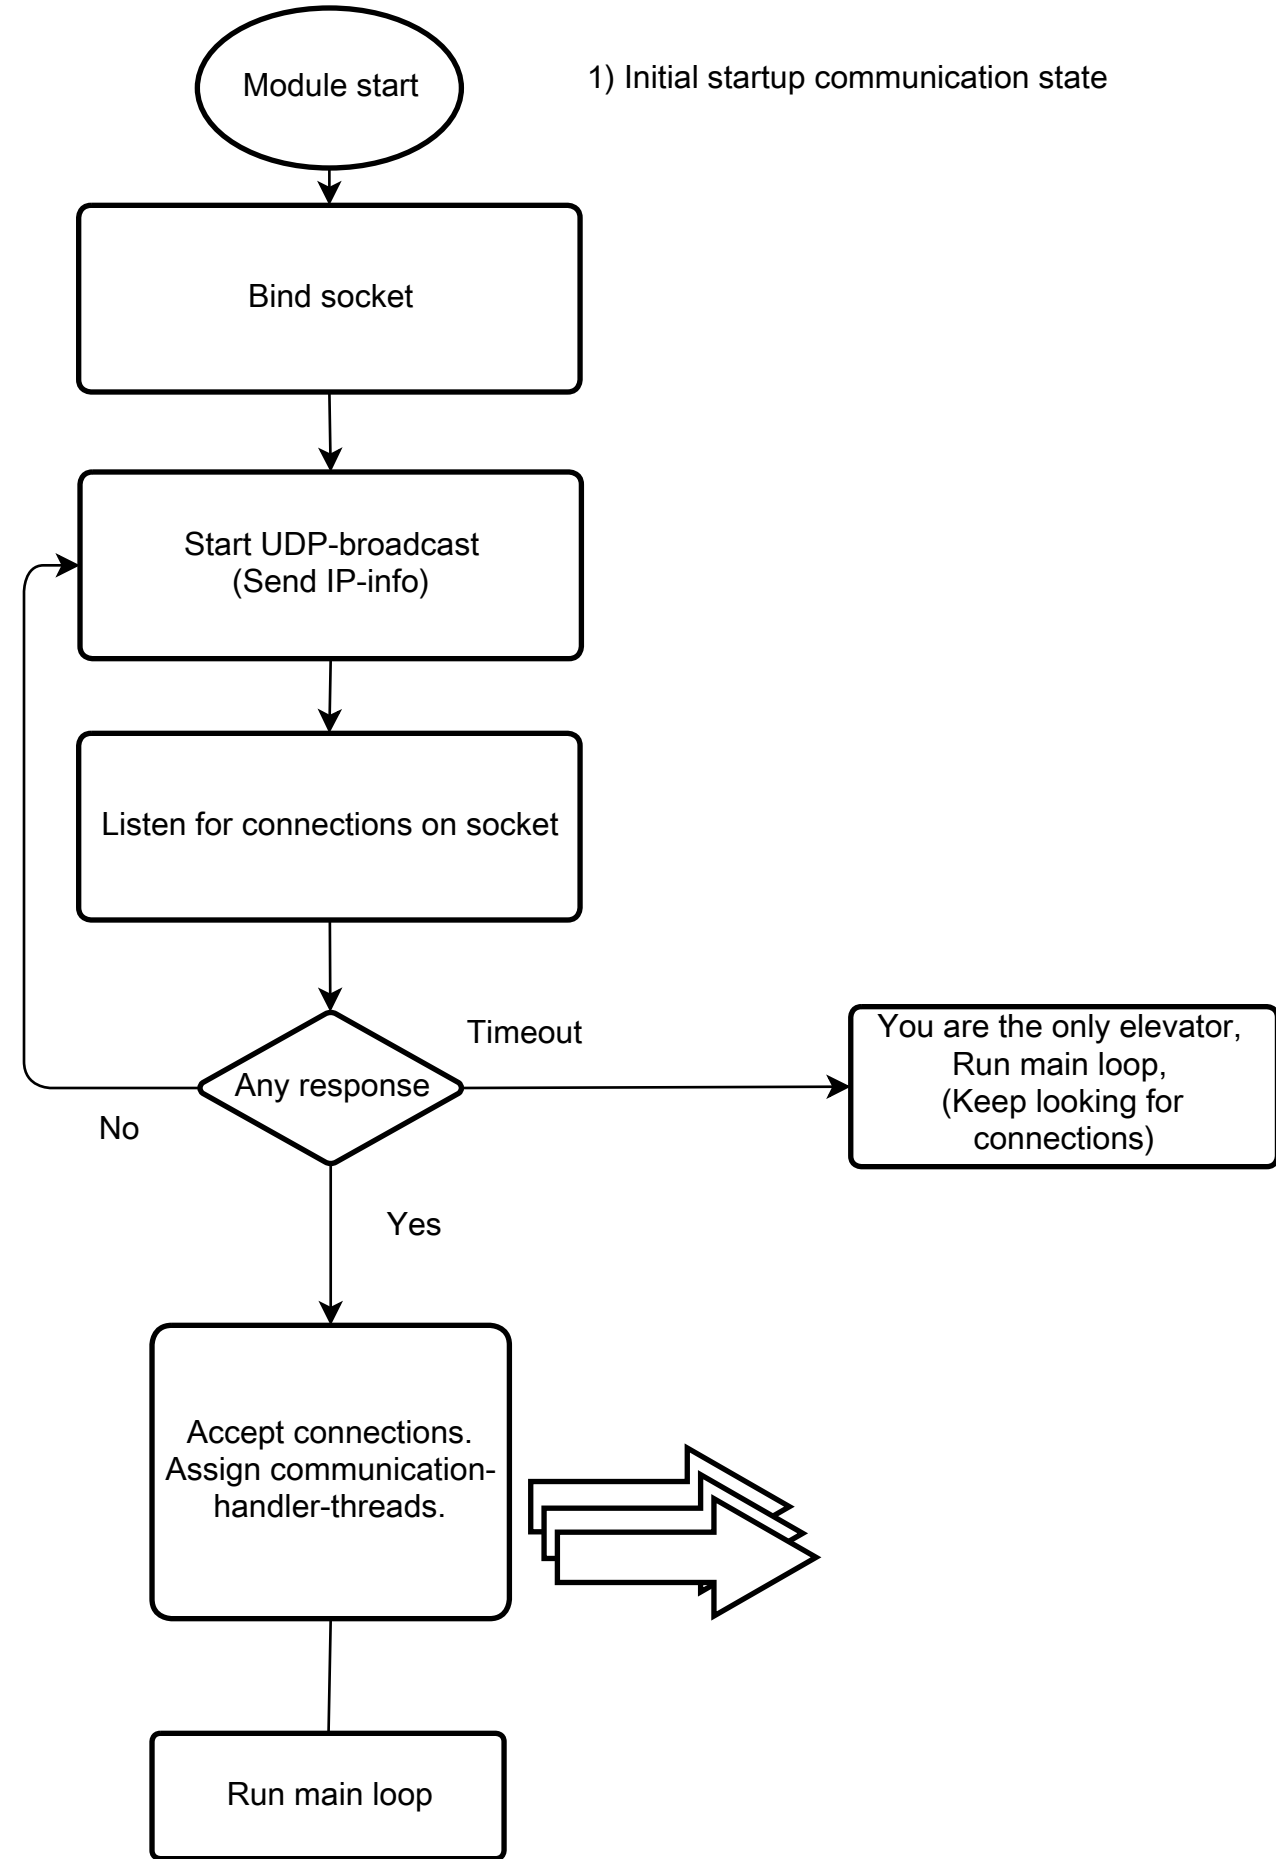 Module start
1) Initial startup communication state
Bind socket
Start UDP-broadcast
(Send IP-info)
Listen for connections on socket
Any response
Timeout
You are the only elevator,
Run main loop,
(Keep looking for
connections)
No
Yes
Accept connections.
Assign communication-
handler-threads.
Run main loop